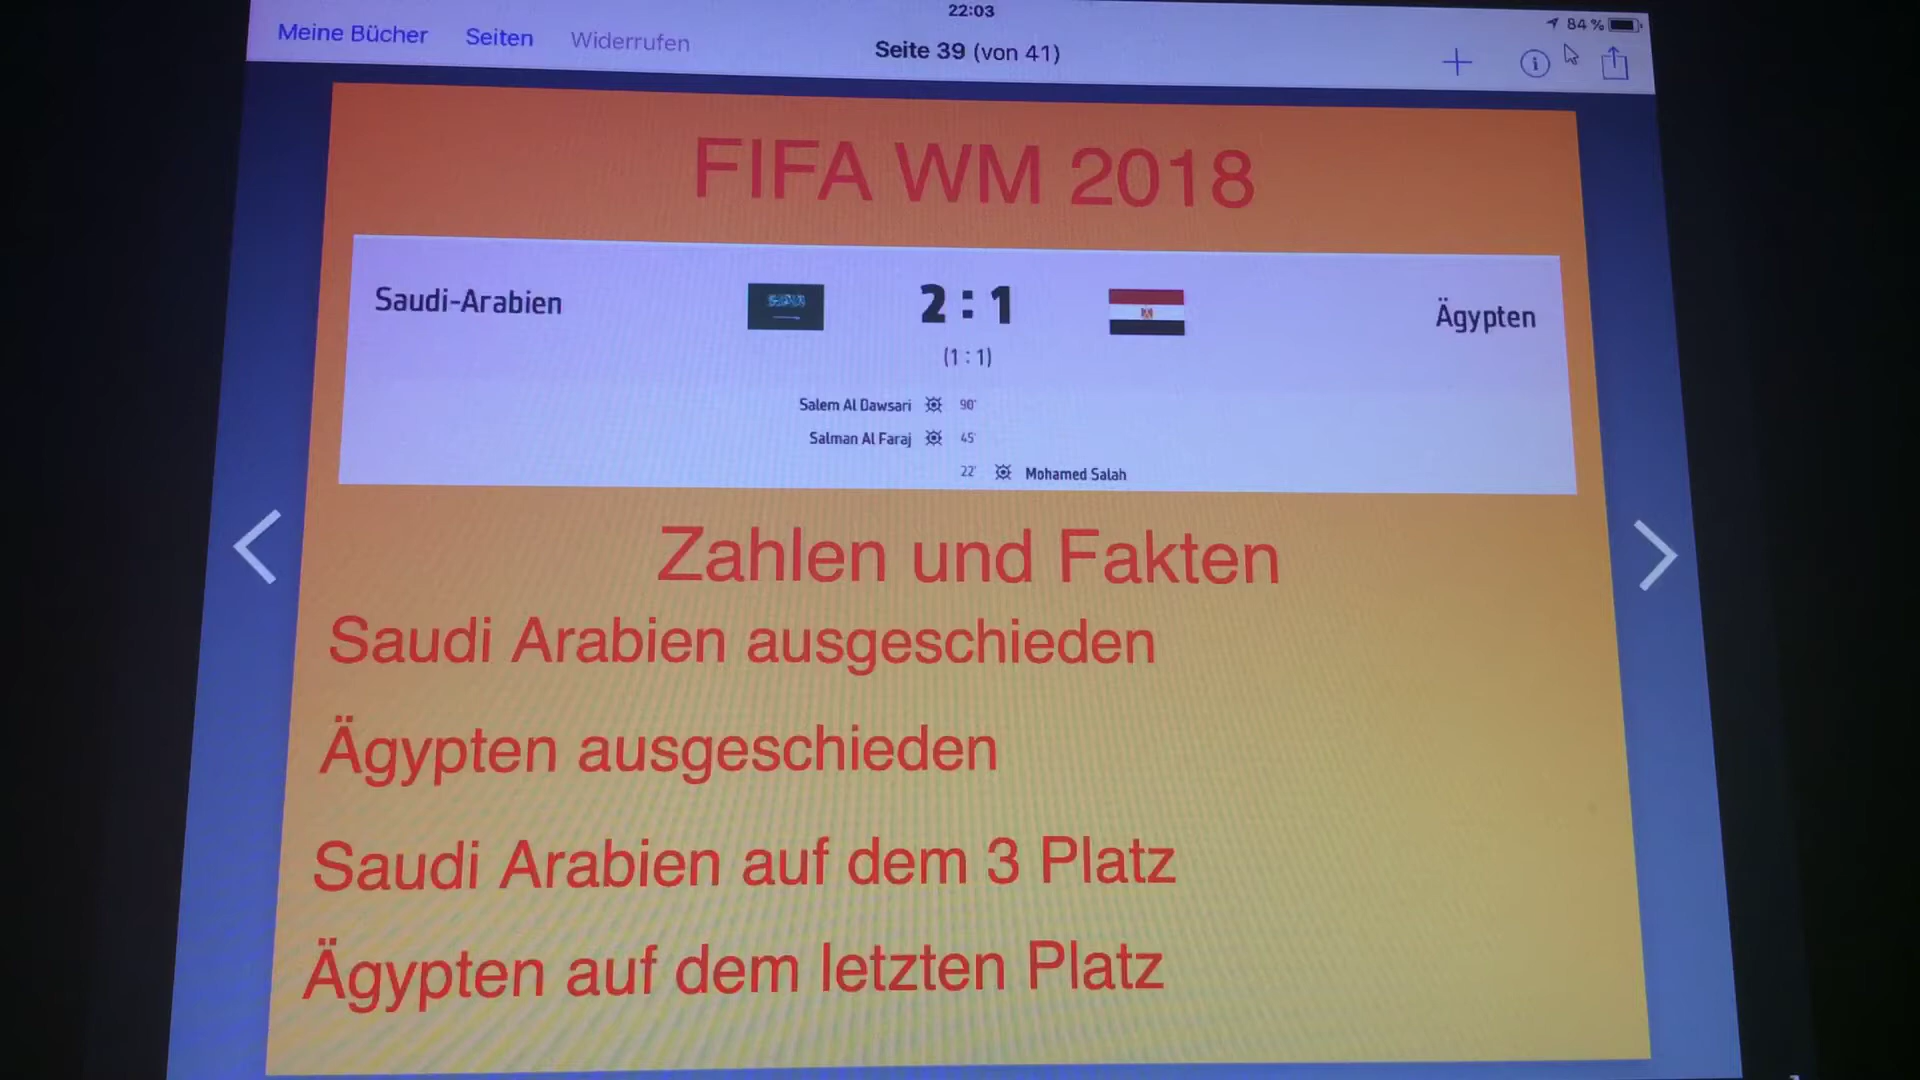 22:03
84 %
Meine Bücher Seiten Widerrufen
Seite 39 (von 41)
FIFA WM 2018
Saudi-Arabien 2 : 1 Ägypten
(1 : 1)
Salem Al Dawsari 90'
Salman Al Faraj 45'
22' Mohamed Salah
Zahlen und Fakten
Saudi Arabien ausgeschieden
Ägypten ausgeschieden
Saudi Arabien auf dem 3 Platz
Ägypten auf dem letzten Platz